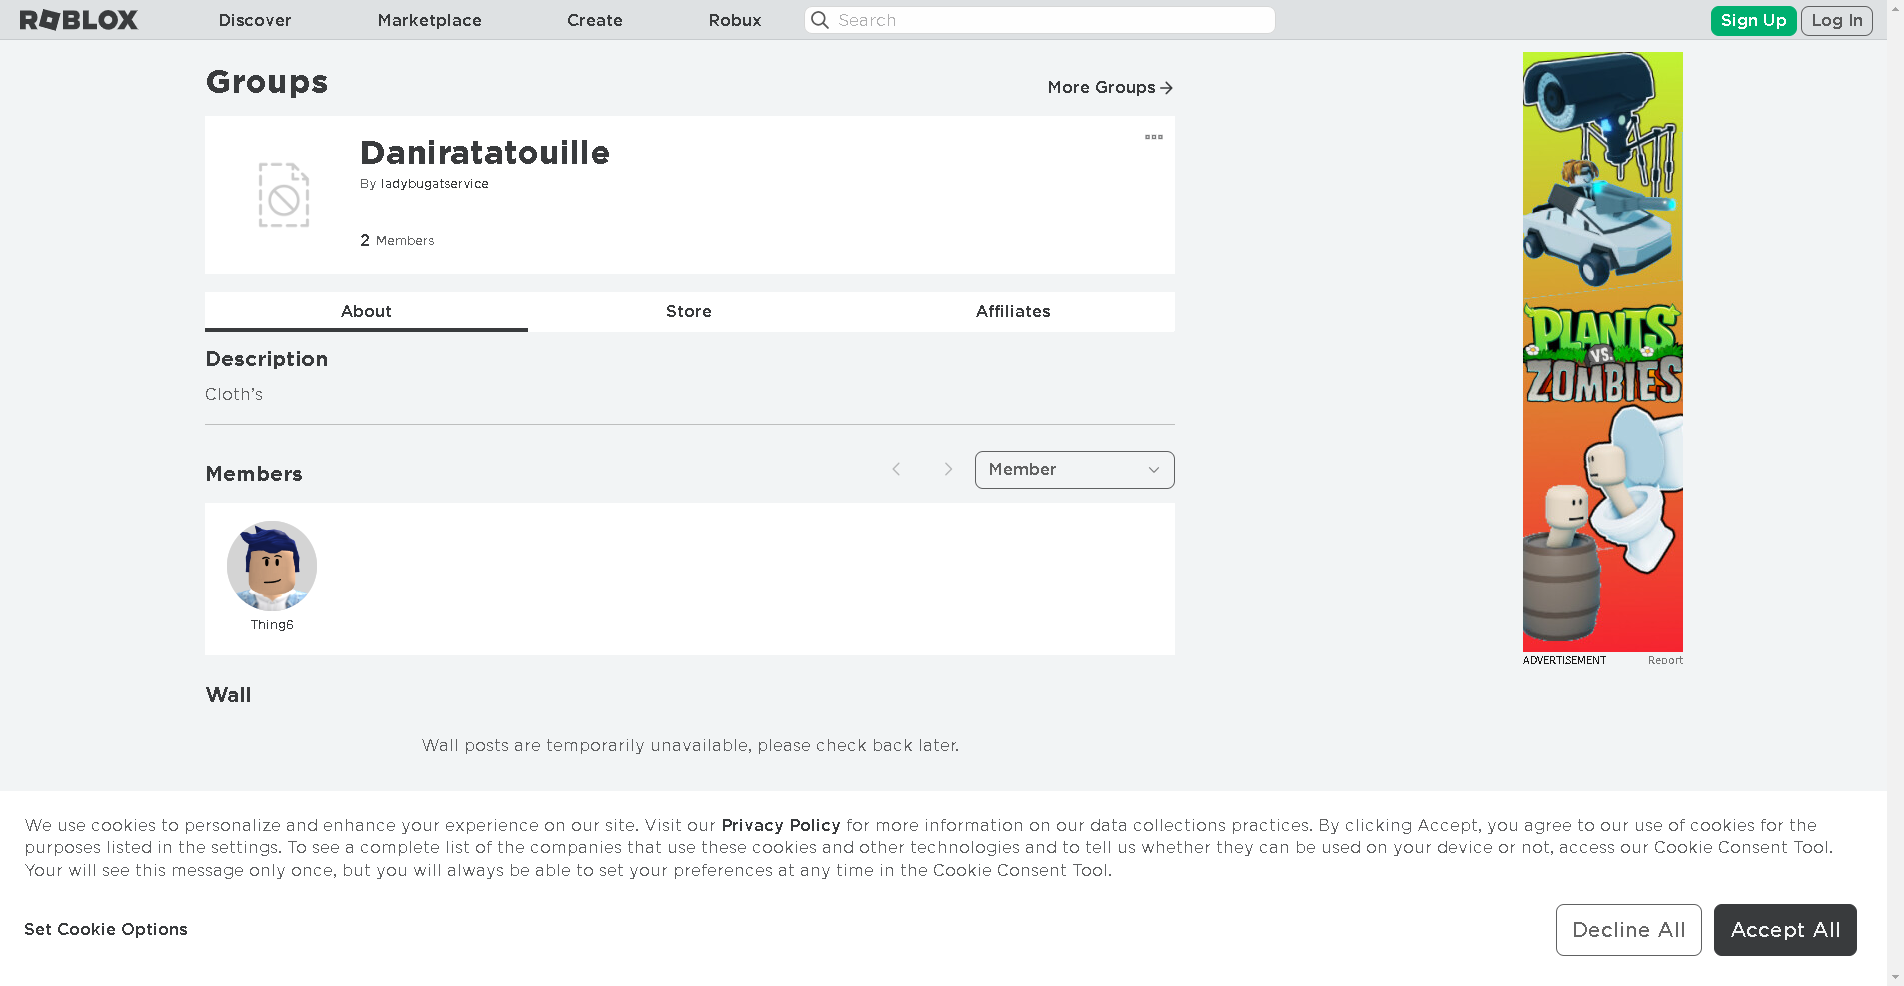 ROBLOX
Discover
Marketplace
Create
Robux
Search
Sign Up
Log In
Groups
More Groups
Daniratatouille
By ladybugatservice
2 Members
About
Store
Affiliates
Description
Cloth's
Members
Member
Thing6
Wall
Wall posts are temporarily unavailable, please check back later.
PLANTS
VS.
ZOMBIES
ADVERTISEMENT
Report
We use cookies to personalize and enhance your experience on our site. Visit our Privacy Policy for more information on our data collections practices. By clicking Accept, you agree to our use of cookies for the
purposes listed in the settings. To see a complete list of the companies that use these cookies and other technologies and to tell us whether they can be used on your device or not, access our Cookie Consent Tool.
Your will see this message only once, but you will always be able to set your preferences at any time in the Cookie Consent Tool.
Set Cookie Options
Decline All
Accept All